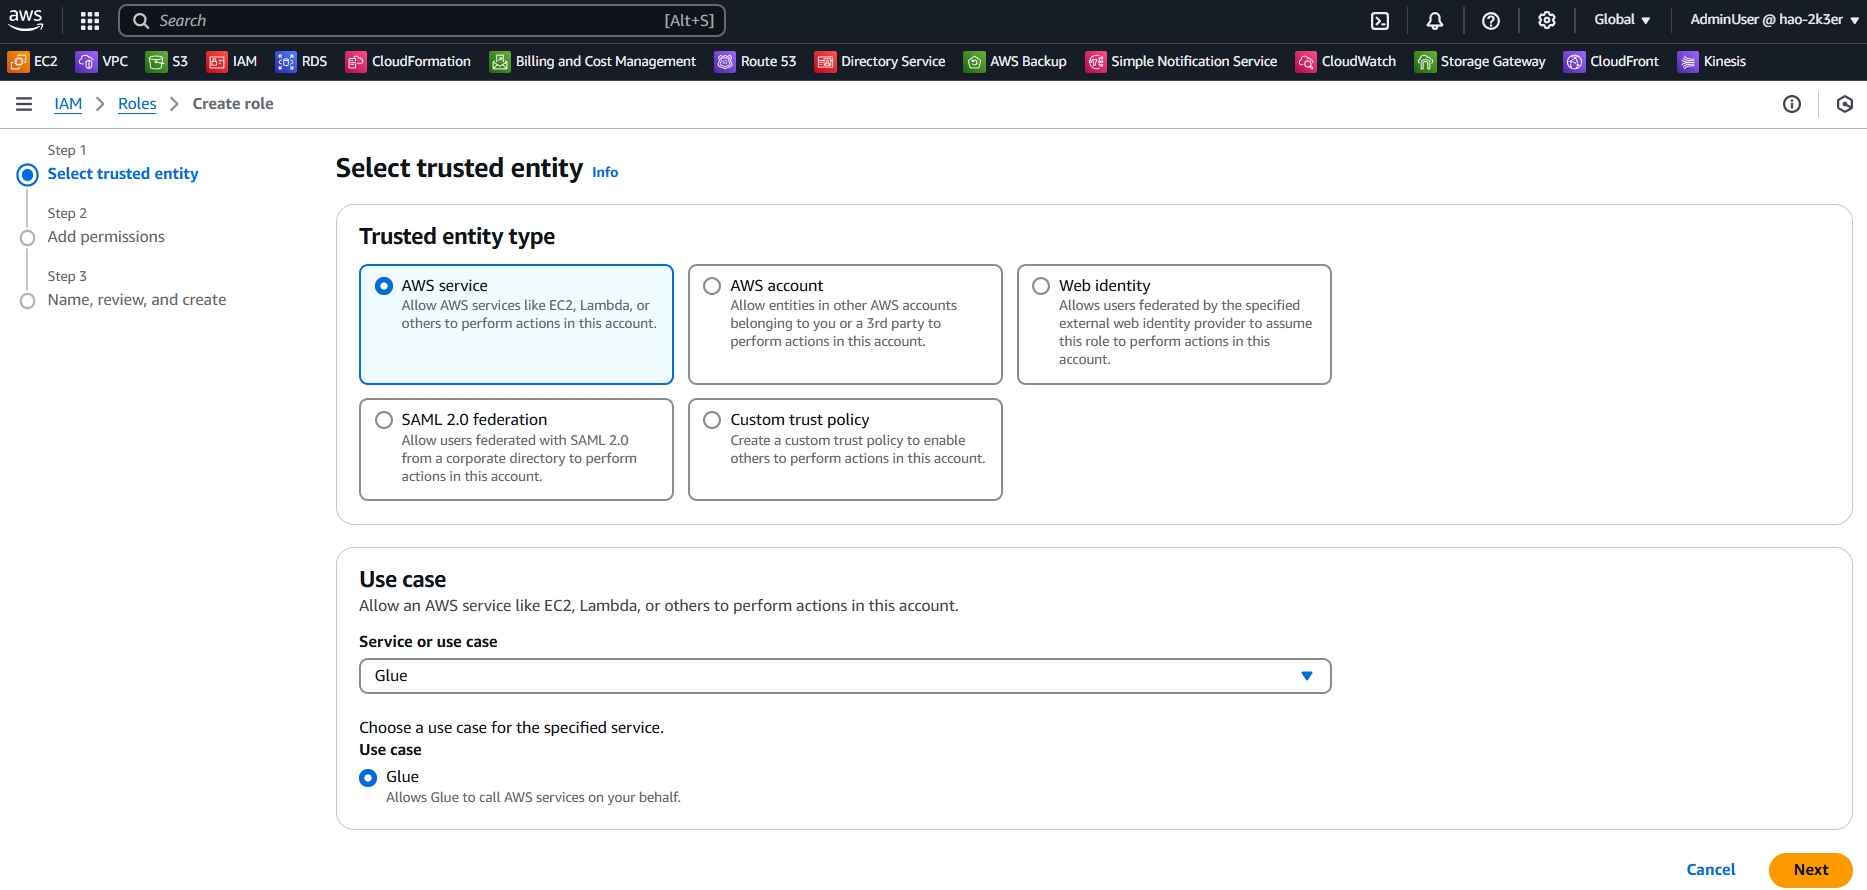 aws
Search [Alt+S]
Global AdminUser @ hao-2k3er
EC2 VPC S3 IAM RDS CloudFormation Billing and Cost Management Route 53 Directory Service AWS Backup Simple Notification Service CloudWatch Storage Gateway CloudFront Kinesis
IAM Roles Create role
Step 1
Select trusted entity
Step 2
Add permissions
Step 3
Name, review, and create
Select trusted entity Info
Trusted entity type
AWS service
Allow AWS services like EC2, Lambda, or
others to perform actions in this account.
AWS account
Allow entities in other AWS accounts
belonging to you or a 3rd party to
perform actions in this account.
Web identity
Allows users federated by the specified
external web identity provider to assume
this role to perform actions in this
account.
SAML 2.0 federation
Allow users federated with SAML 2.0
from a corporate directory to perform
actions in this account.
Custom trust policy
Create a custom trust policy to enable
others to perform actions in this account.
Use case
Allow an AWS service like EC2, Lambda, or others to perform actions in this account.
Service or use case
Glue
Choose a use case for the specified service.
Use case
Glue
Allows Glue to call AWS services on your behalf.
Cancel Next